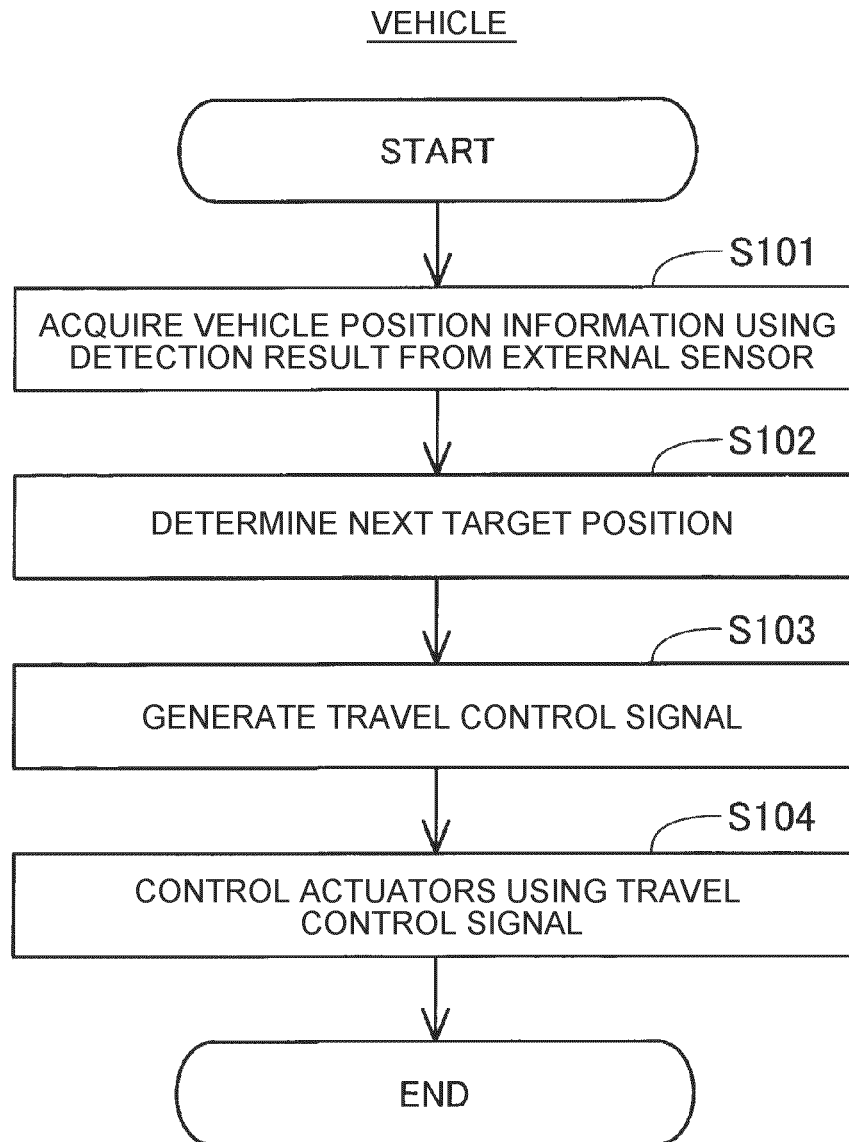 VEHICLE
START
S101
ACQUIRE VEHICLE POSITION INFORMATION USING
DETECTION RESULT FROM EXTERNAL SENSOR
S102
DETERMINE NEXT TARGET POSITION
S103
GENERATE TRAVEL CONTROL SIGNAL
S104
CONTROL ACTUATORS USING TRAVEL
CONTROL SIGNAL
END